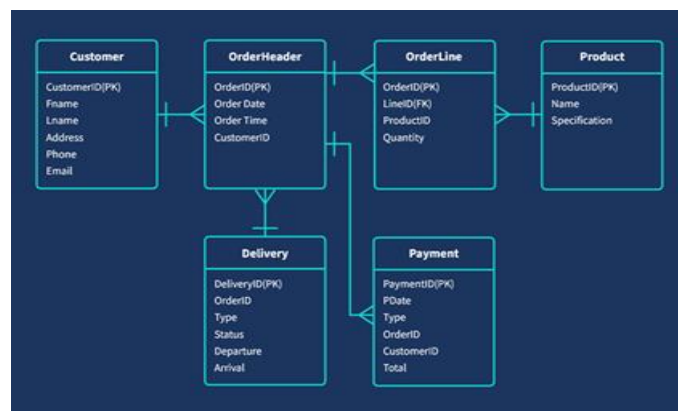 Customer
CustomerID(PK)
Fname
Lname
Address
Phone
Email
OrderHeader
OrderID(PK)
Order Date
Order Time
CustomerID
OrderLine
OrderID(PK)
LineID(FK)
ProductID
Quantity
Product
ProductID(PK)
Name
Specification
Delivery
DeliveryID(PK)
OrderID
Type
Status
Departure
Arrival
Payment
PaymentID(PK)
PDate
Type
OrderID
CustomerID
Total